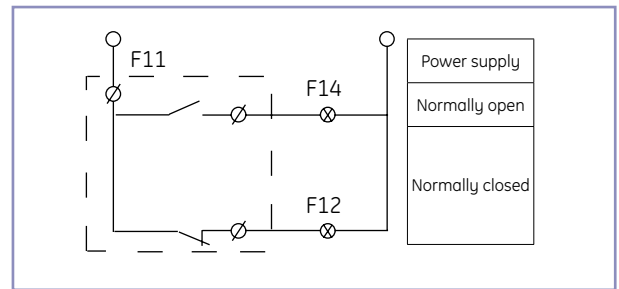 F11
F14
F12
Power supply
Normally open
Normally closed